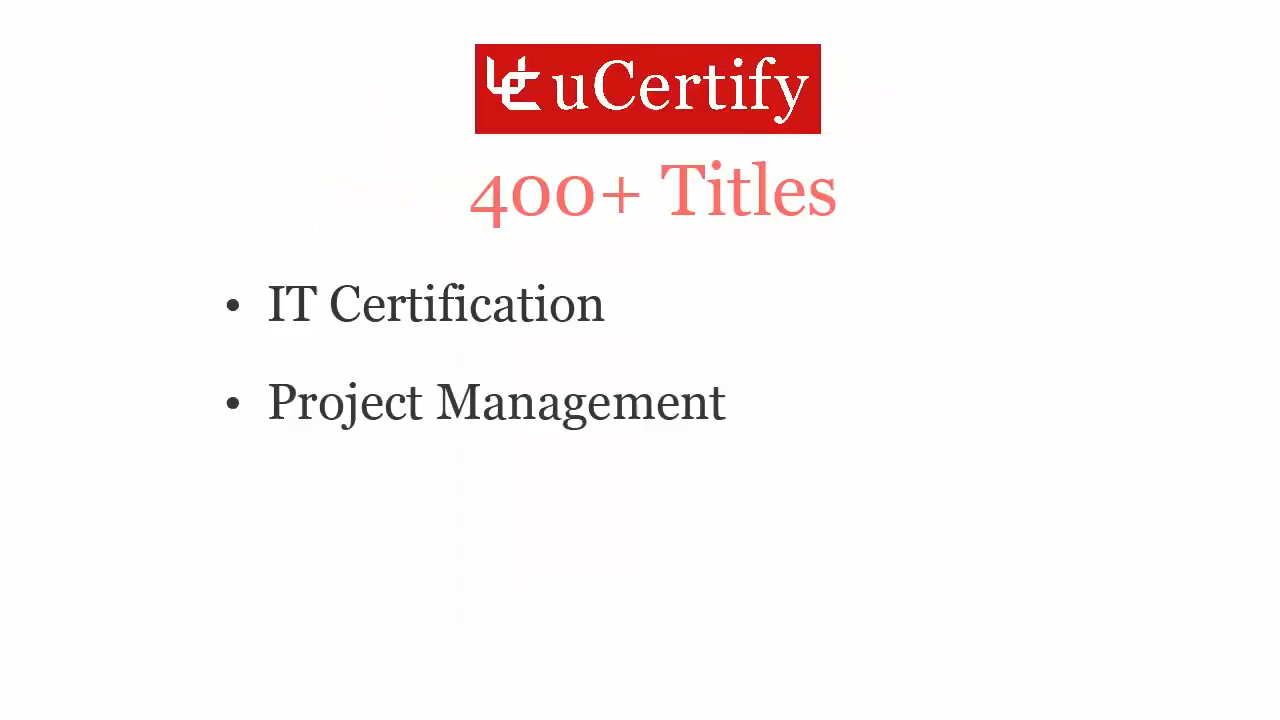 uCertify
400+ Titles
• IT Certification
• Project Management